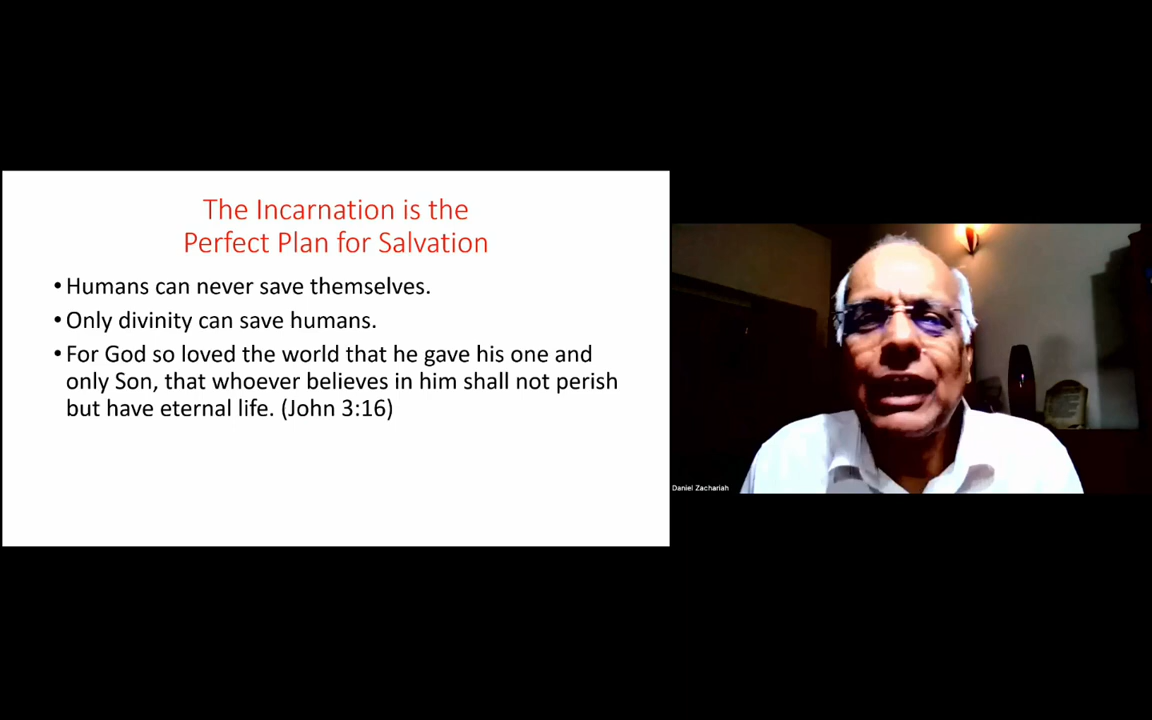 The Incarnation is the
Perfect Plan for Salvation
• Humans can never save themselves.
• Only divinity can save humans.
• For God so loved the world that he gave his one and
only Son, that whoever believes in him shall not perish
but have eternal life. (John 3:16)
Daniel Zachariah